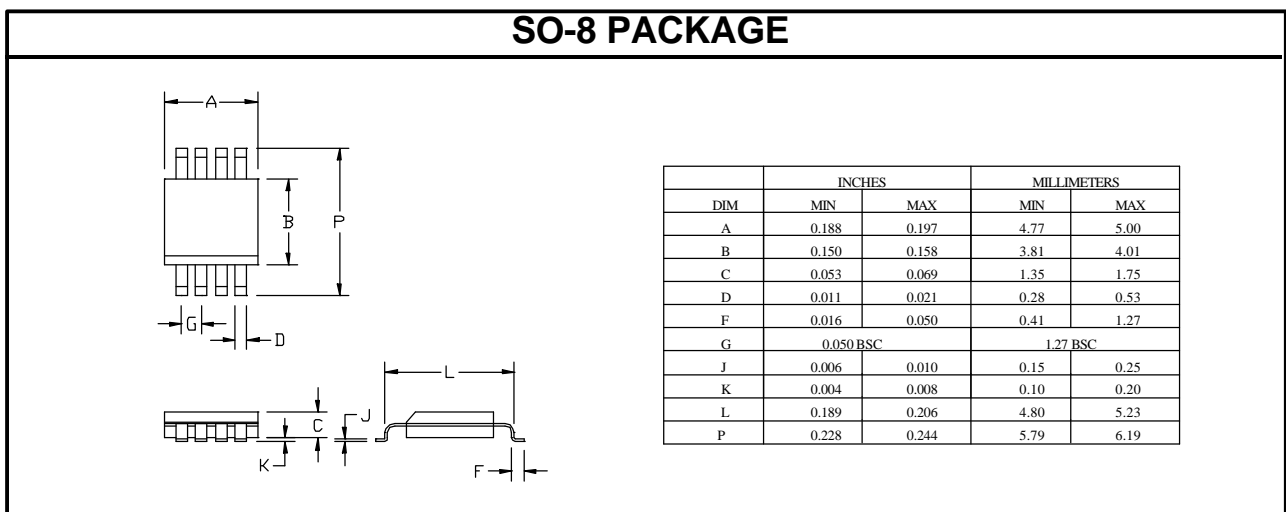 SO-8 PACKAGE
A
B
P
G
D
L
J
C
K
F
INCHES MILLIMETERS
DIM MIN MAX MIN MAX
A 0.188 0.197 4.77 5.00
B 0.150 0.158 3.81 4.01
C 0.053 0.069 1.35 1.75
D 0.011 0.021 0.28 0.53
F 0.016 0.050 0.41 1.27
G 0.050 BSC 1.27 BSC
J 0.006 0.010 0.15 0.25
K 0.004 0.008 0.10 0.20
L 0.189 0.206 4.80 5.23
P 0.228 0.244 5.79 6.19